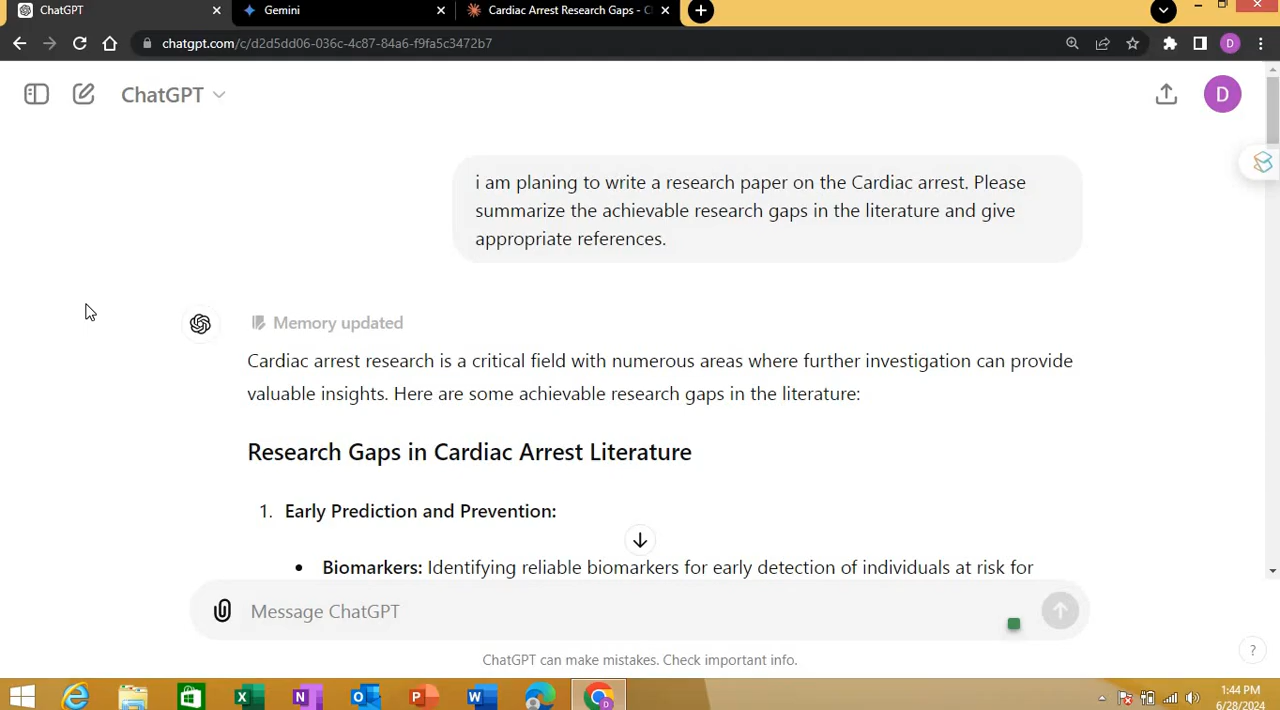 ChatGPT
Gemini
Cardiac Arrest Research Gaps - C
chatgpt.com/c/d2d5dd06-036c-4c87-84a6-f9fa5c3472b7
D
ChatGPT
D
i am planing to write a research paper on the Cardiac arrest. Please
summarize the achievable research gaps in the literature and give
appropriate references.
Memory updated
Cardiac arrest research is a critical field with numerous areas where further investigation can provide
valuable insights. Here are some achievable research gaps in the literature:
Research Gaps in Cardiac Arrest Literature
1. Early Prediction and Prevention:
• Biomarkers: Identifying reliable biomarkers for early detection of individuals at risk for
Message ChatGPT
ChatGPT can make mistakes. Check important info.
?
1:44 PM
6/28/2024